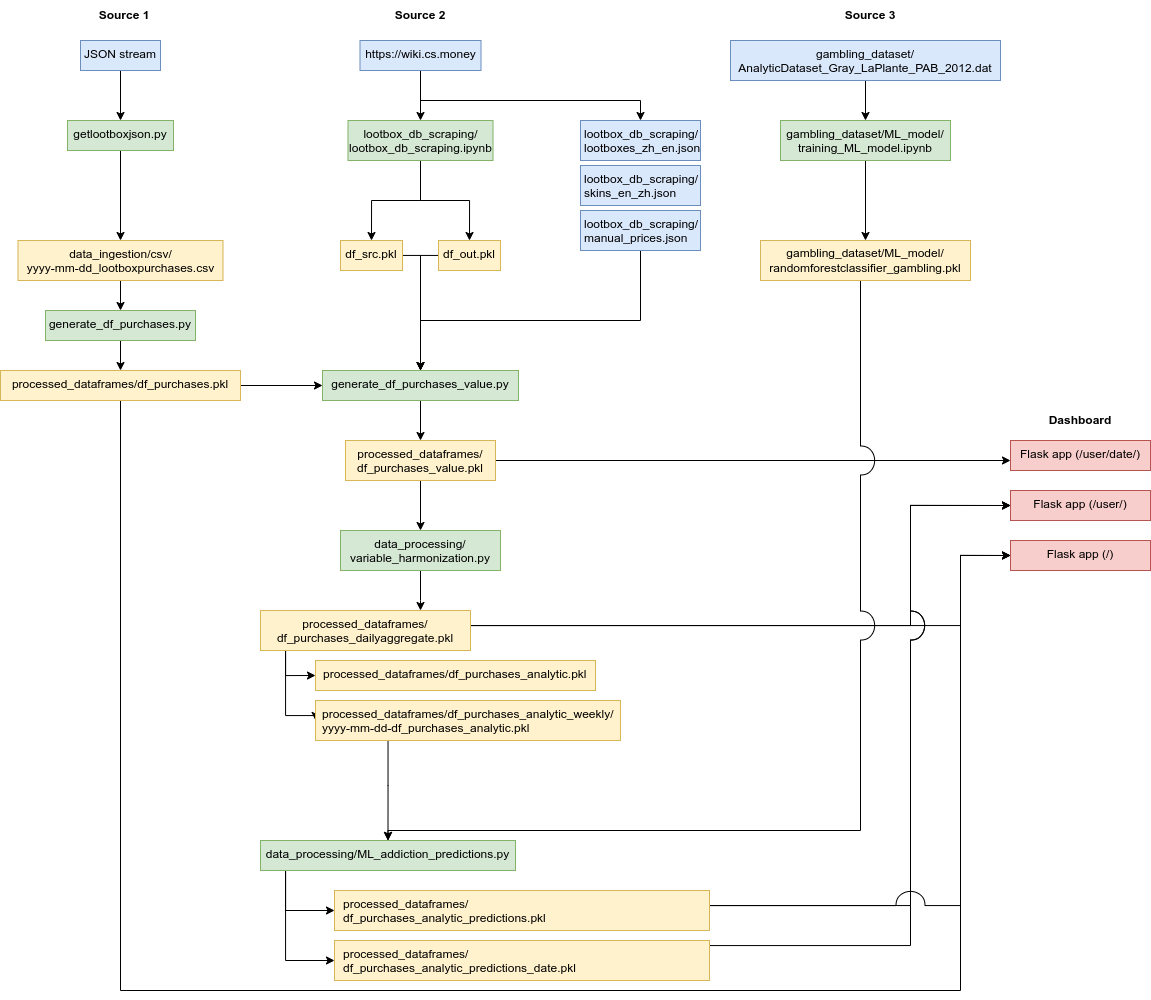 Source 1
Source 2
Source 3
JSON stream
https://wiki.cs.money
gambling_dataset/
AnalyticDataset_Gray_LaPlante_PAB_2012.dat
getlootboxjson.py
lootbox_db_scraping/
lootbox_db_scraping.ipynb
lootbox_db_scraping/
lootboxes_zh_en.json
lootbox_db_scraping/
skins_en_zh.json
lootbox_db_scraping/
manual_prices.json
gambling_dataset/ML_model/
training_ML_model.ipynb
data_ingestion/csv/
yyyy-mm-dd_lootboxpurchases.csv
df_src.pkl
df_out.pkl
gambling_dataset/ML_model/
randomforestclassifier_gambling.pkl
generate_df_purchases.py
processed_dataframes/df_purchases.pkl
generate_df_purchases_value.py
Dashboard
processed_dataframes/
df_purchases_value.pkl
Flask app (/user/date/)
Flask app (/user/)
Flask app (/)
data_processing/
variable_harmonization.py
processed_dataframes/
df_purchases_dailyaggregate.pkl
processed_dataframes/df_purchases_analytic.pkl
processed_dataframes/df_purchases_analytic_weekly/
yyyy-mm-dd-df_purchases_analytic.pkl
data_processing/ML_addiction_predictions.py
processed_dataframes/
df_purchases_analytic_predictions.pkl
processed_dataframes/
df_purchases_analytic_predictions_date.pkl